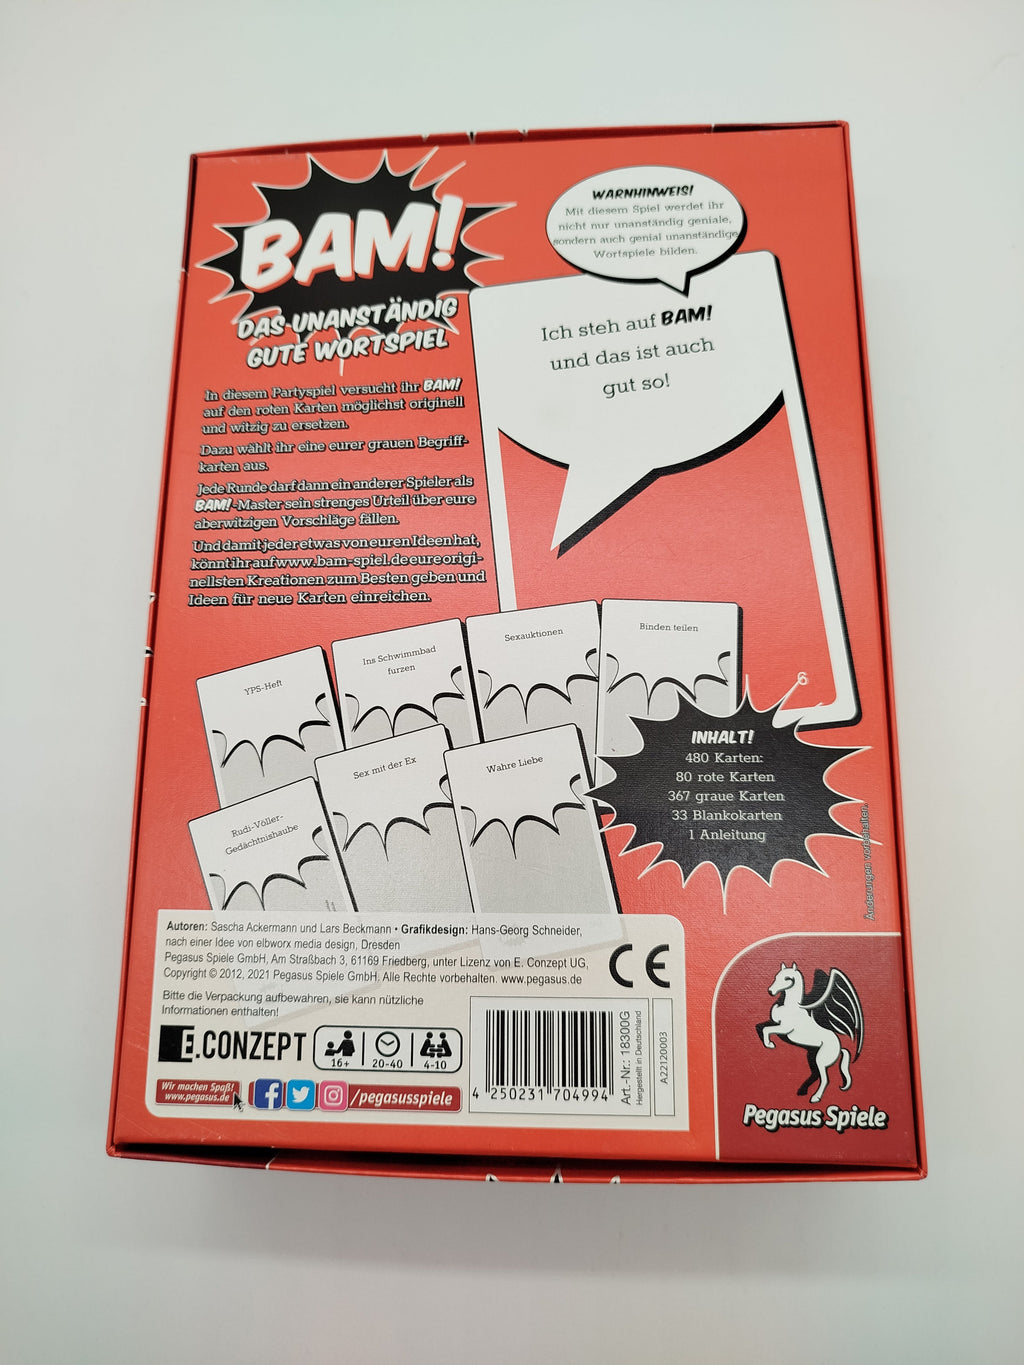 BAM!
DAS UNANSTÄNDIG
GUTE WORTSPIEL
In diesem Partyspiel versucht ihr BAM!
auf den roten Karten möglichst originell
und witzig zu ersetzen.
Dazu wählt ihr eine eurer grauen Begriff-
karten aus.
Jede Runde darf dann ein anderer Spieler als
BAM!-Master sein strenges Urteil über eure
aberwitzigen Vorschläge fällen.
Und damit jeder etwas von euren Ideen hat,
könnt ihr auf www.bam-spiel.de eure origi-
nellsten Kreationen zum Besten geben und
Ideen für neue Karten einreichen.
WARNHINWEIS!
Mit diesem Spiel werdet ihr
nicht nur unanständig geniale,
sondern auch genial unanständige
Wortspiele bilden.
Ich steh auf BAM!
und das ist auch
gut so!
6
YPS-Heft
Ins Schwimmbad
furzen
Sexauktionen
Binden teilen
Rudi-Völler-
Gedächtnishaube
Sex mit der Ex
Wahre Liebe
INHALT!
480 Karten:
80 rote Karten
367 graue Karten
33 Blankokarten
1 Anleitung
Änderungen vorbehalten.
Autoren: Sascha Ackermann und Lars Beckmann • Grafikdesign: Hans-Georg Schneider,
nach einer Idee von elbworx media design, Dresden
Pegasus Spiele GmbH, Am Straßbach 3, 61169 Friedberg, unter Lizenz von E. Conzept UG,
Copyright © 2012, 2021 Pegasus Spiele GmbH, Alle Rechte vorbehalten. www.pegasus.de
Bitte die Verpackung aufbewahren, sie kann nützliche
Informationen enthalten!
CE
E.CONZEPT
16+
20-40
4-10
Wir machen Spaß!
www.pegasus.de
/pegasusspiele
4 250231 704994
Art.-Nr.: 18300G
Hergestellt in Deutschland
A22120003
Pegasus Spiele